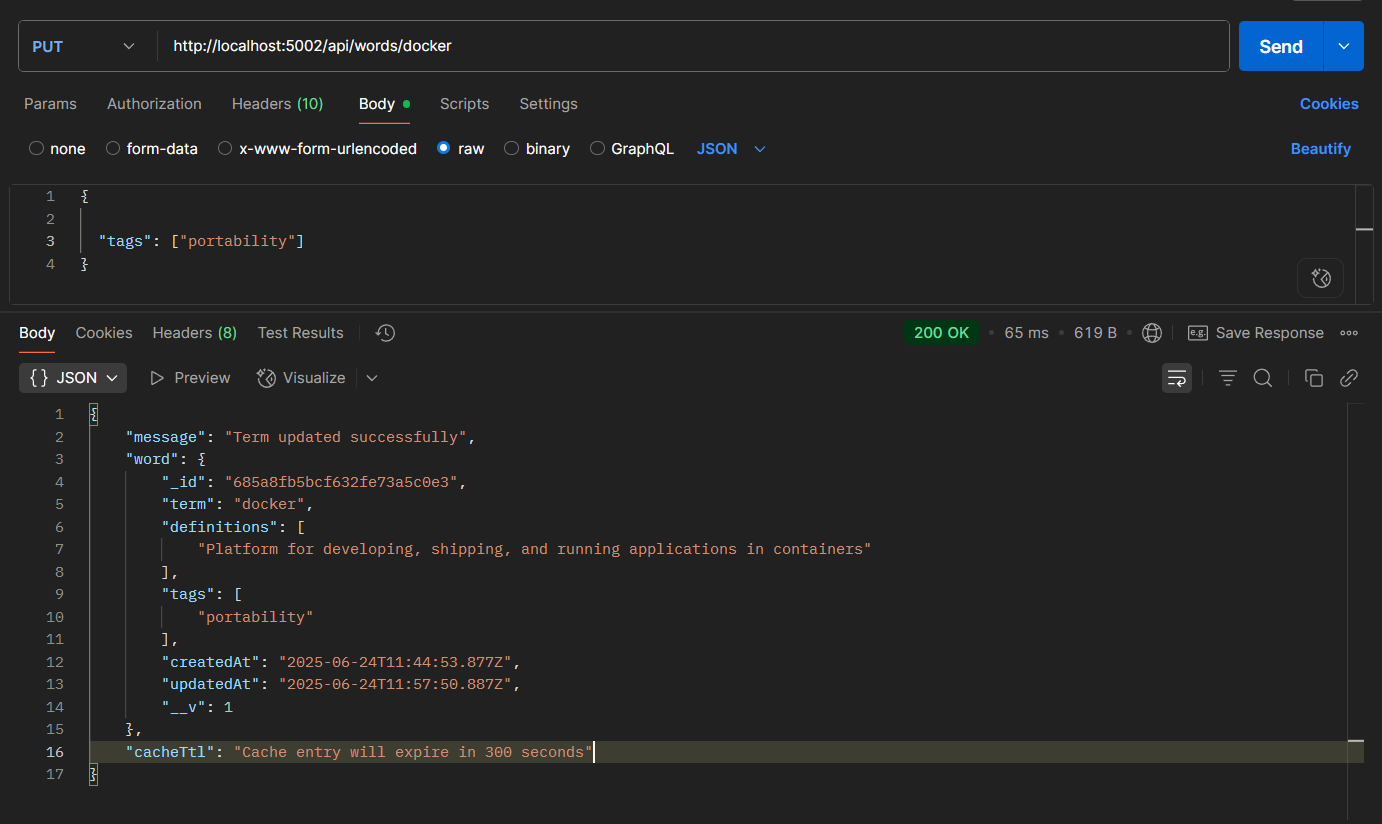 PUT http://localhost:5002/api/words/docker Send
Params Authorization Headers (10) Body Scripts Settings Cookies
none form-data x-www-form-urlencoded raw binary GraphQL JSON Beautify
1 {
2
3 "tags": ["portability"]
4 }
Body Cookies Headers (8) Test Results 200 OK • 65 ms • 619 B • e.g. Save Response
{} JSON Preview Visualize
1 {
2 "message": "Term updated successfully",
3 "word": {
4 "_id": "685a8fb5bcf632fe73a5c0e3",
5 "term": "docker",
6 "definitions": [
7 "Platform for developing, shipping, and running applications in containers"
8 ],
9 "tags": [
10 "portability"
11 ],
12 "createdAt": "2025-06-24T11:44:53.877Z",
13 "updatedAt": "2025-06-24T11:57:50.887Z",
14 "__v": 1
15 },
16 "cacheTtl": "Cache entry will expire in 300 seconds"
17 }